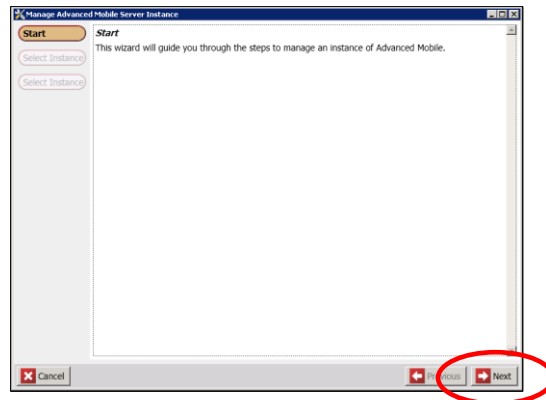 Manage Advanced Mobile Server Instance
Start
Select Instance
Select Instance
Start
This wizard will guide you through the steps to manage an instance of Advanced Mobile.
Cancel
Previous
Next